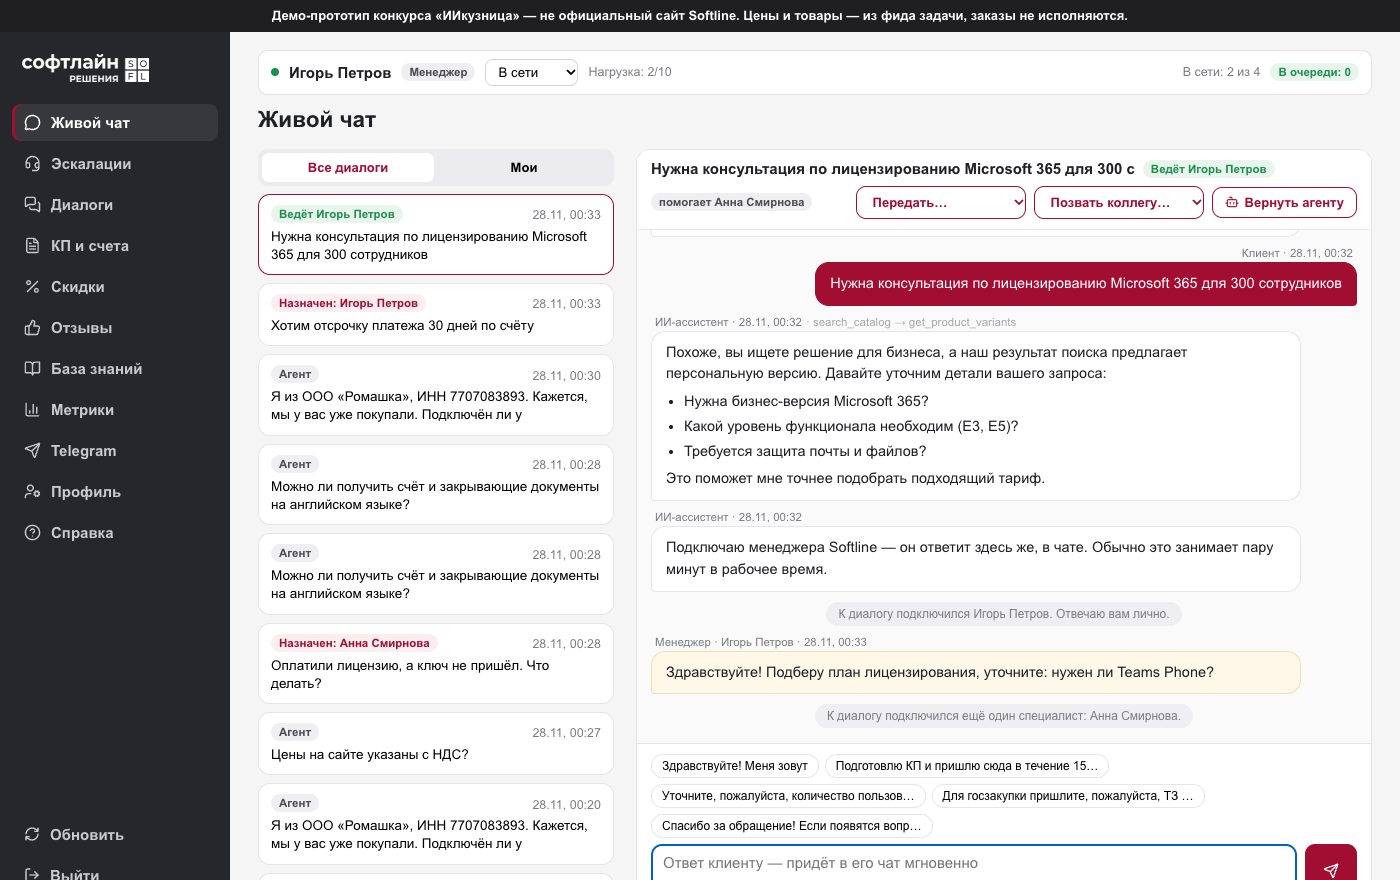 Демо-прототип конкурса «ИИкузница» — не официальный сайт Softline. Цены и товары — из фида задачи, заказы не исполняются.
софтлайн
РЕШЕНИЯ
S O
F L
Живой чат
Эскалации
Диалоги
КП и счета
Скидки
Отзывы
База знаний
Метрики
Telegram
Профиль
Справка
Обновить
Выйти
Игорь Петров
Менеджер
В сети
Нагрузка: 2/10
В сети: 2 из 4
В очереди: 0
Живой чат
Все диалоги
Мои
Ведёт Игорь Петров
28.11, 00:33
Нужна консультация по лицензированию Microsoft
365 для 300 сотрудников
Назначен: Игорь Петров
28.11, 00:33
Хотим отсрочку платежа 30 дней по счёту
Агент
28.11, 00:30
Я из ООО «Ромашка», ИНН 7707083893. Кажется,
мы у вас уже покупали. Подключён ли у
Агент
28.11, 00:28
Можно ли получить счёт и закрывающие документы
на английском языке?
Агент
28.11, 00:28
Можно ли получить счёт и закрывающие документы
на английском языке?
Назначен: Анна Смирнова
28.11, 00:28
Оплатили лицензию, а ключ не пришёл. Что
делать?
Агент
28.11, 00:27
Цены на сайте указаны с НДС?
Агент
28.11, 00:20
Я из ООО «Ромашка», ИНН 7707083893. Кажется,
мы у вас уже покупали. Подключён ли у
Нужна консультация по лицензированию Microsoft 365 для 300 с
Ведёт Игорь Петров
помогает Анна Смирнова
Передать…
Позвать коллегу…
Вернуть агенту
Клиент · 28.11, 00:32
Нужна консультация по лицензированию Microsoft 365 для 300 сотрудников
ИИ-ассистент · 28.11, 00:32 · search_catalog → get_product_variants
Похоже, вы ищете решение для бизнеса, а наш результат поиска предлагает
персональную версию. Давайте уточним детали вашего запроса:
• Нужна бизнес-версия Microsoft 365?
• Какой уровень функционала необходим (E3, E5)?
• Требуется защита почты и файлов?
Это поможет мне точнее подобрать подходящий тариф.
ИИ-ассистент · 28.11, 00:32
Подключаю менеджера Softline — он ответит здесь же, в чате. Обычно это занимает пару
минут в рабочее время.
К диалогу подключился Игорь Петров. Отвечаю вам лично.
Менеджер · Игорь Петров · 28.11, 00:33
Здравствуйте! Подберу план лицензирования, уточните: нужен ли Teams Phone?
К диалогу подключился ещё один специалист: Анна Смирнова.
Здравствуйте! Меня зовут
Подготовлю КП и пришлю сюда в течение 15…
Уточните, пожалуйста, количество пользов…
Для госзакупки пришлите, пожалуйста, ТЗ …
Спасибо за обращение! Если появятся вопр…
Ответ клиенту — придёт в его чат мгновенно